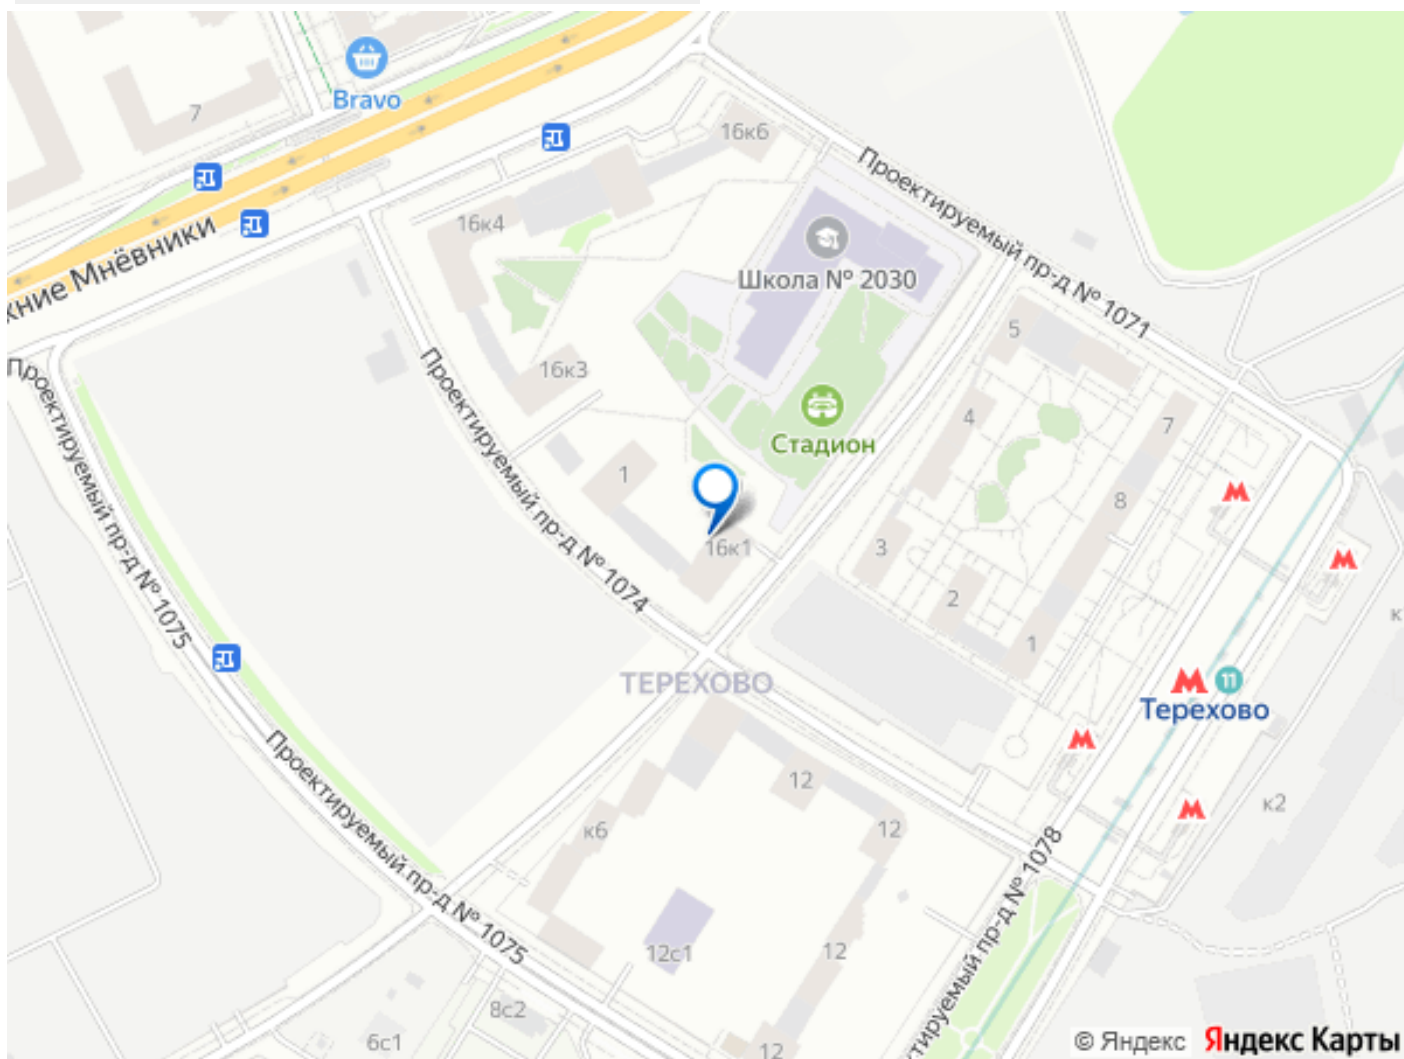 7
Bravo
16к6
Проектируемый пр-д № 1071
16к4
Школа № 2030
жние Мнёвники
5
Проектируемый пр-д № 1074
16к3
Проектируемый пр-д № 1075
Стадион
4
7
1
8
16к1
3
2
1
к
ТЕРЕХОВО
11
Терехово
12
к6
12
к2
Проектируемый пр-д № 1075
тируемый пр-д № 1078
12с1
12
8с2
6с1
12
© Яндекс Яндекс Карты